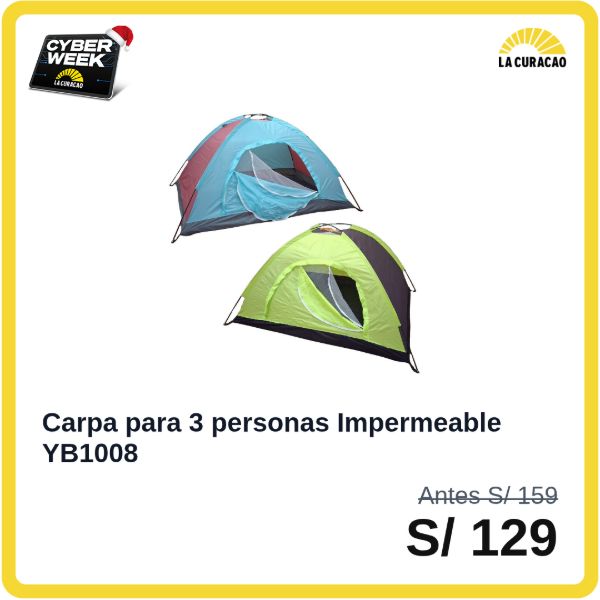 CYBER
WEEK
LA CURACAO
LA CURACAO
Carpa para 3 personas Impermeable
YB1008
Antes S/ 159
S/ 129